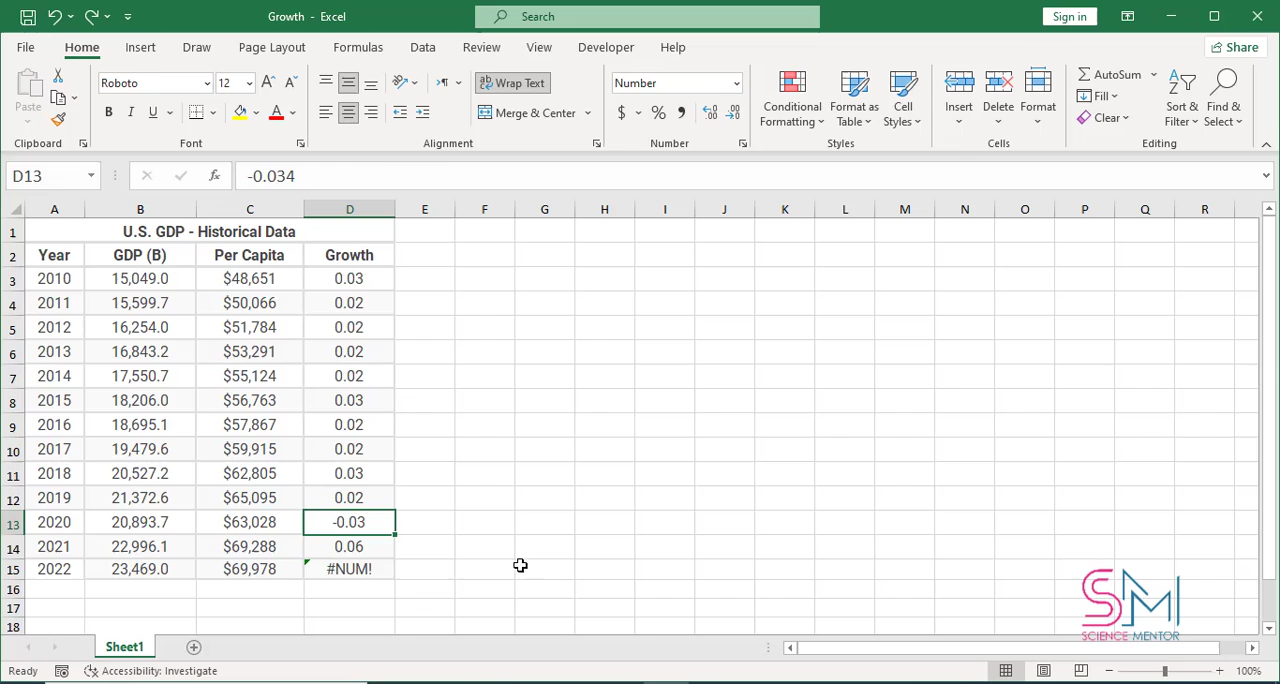 Growth - Excel
Search
Sign in
File Home Insert Draw Page Layout Formulas Data Review View Developer Help
Share
Paste
Clipboard
Roboto 12
B I U
Font
Wrap Text
Merge & Center
Alignment
Number
$ % ,
Number
Conditional Formatting
Format as Table
Cell Styles
Styles
Insert
Delete
Format
Cells
AutoSum
Fill
Clear
Sort & Filter
Find & Select
Editing
D13 fx -0.034
A B C D E F G H I J K L M N O P Q R
1 U.S. GDP - Historical Data
2 Year GDP (B) Per Capita Growth
3 2010 15,049.0 $48,651 0.03
4 2011 15,599.7 $50,066 0.02
5 2012 16,254.0 $51,784 0.02
6 2013 16,843.2 $53,291 0.02
7 2014 17,550.7 $55,124 0.02
8 2015 18,206.0 $56,763 0.03
9 2016 18,695.1 $57,867 0.02
10 2017 19,479.6 $59,915 0.02
11 2018 20,527.2 $62,805 0.03
12 2019 21,372.6 $65,095 0.02
13 2020 20,893.7 $63,028 -0.03
14 2021 22,996.1 $69,288 0.06
15 2022 23,469.0 $69,978 #NUM!
16
17
18
SMI
SCIENCE MENTOR
Sheet1
Ready Accessibility: Investigate 100%